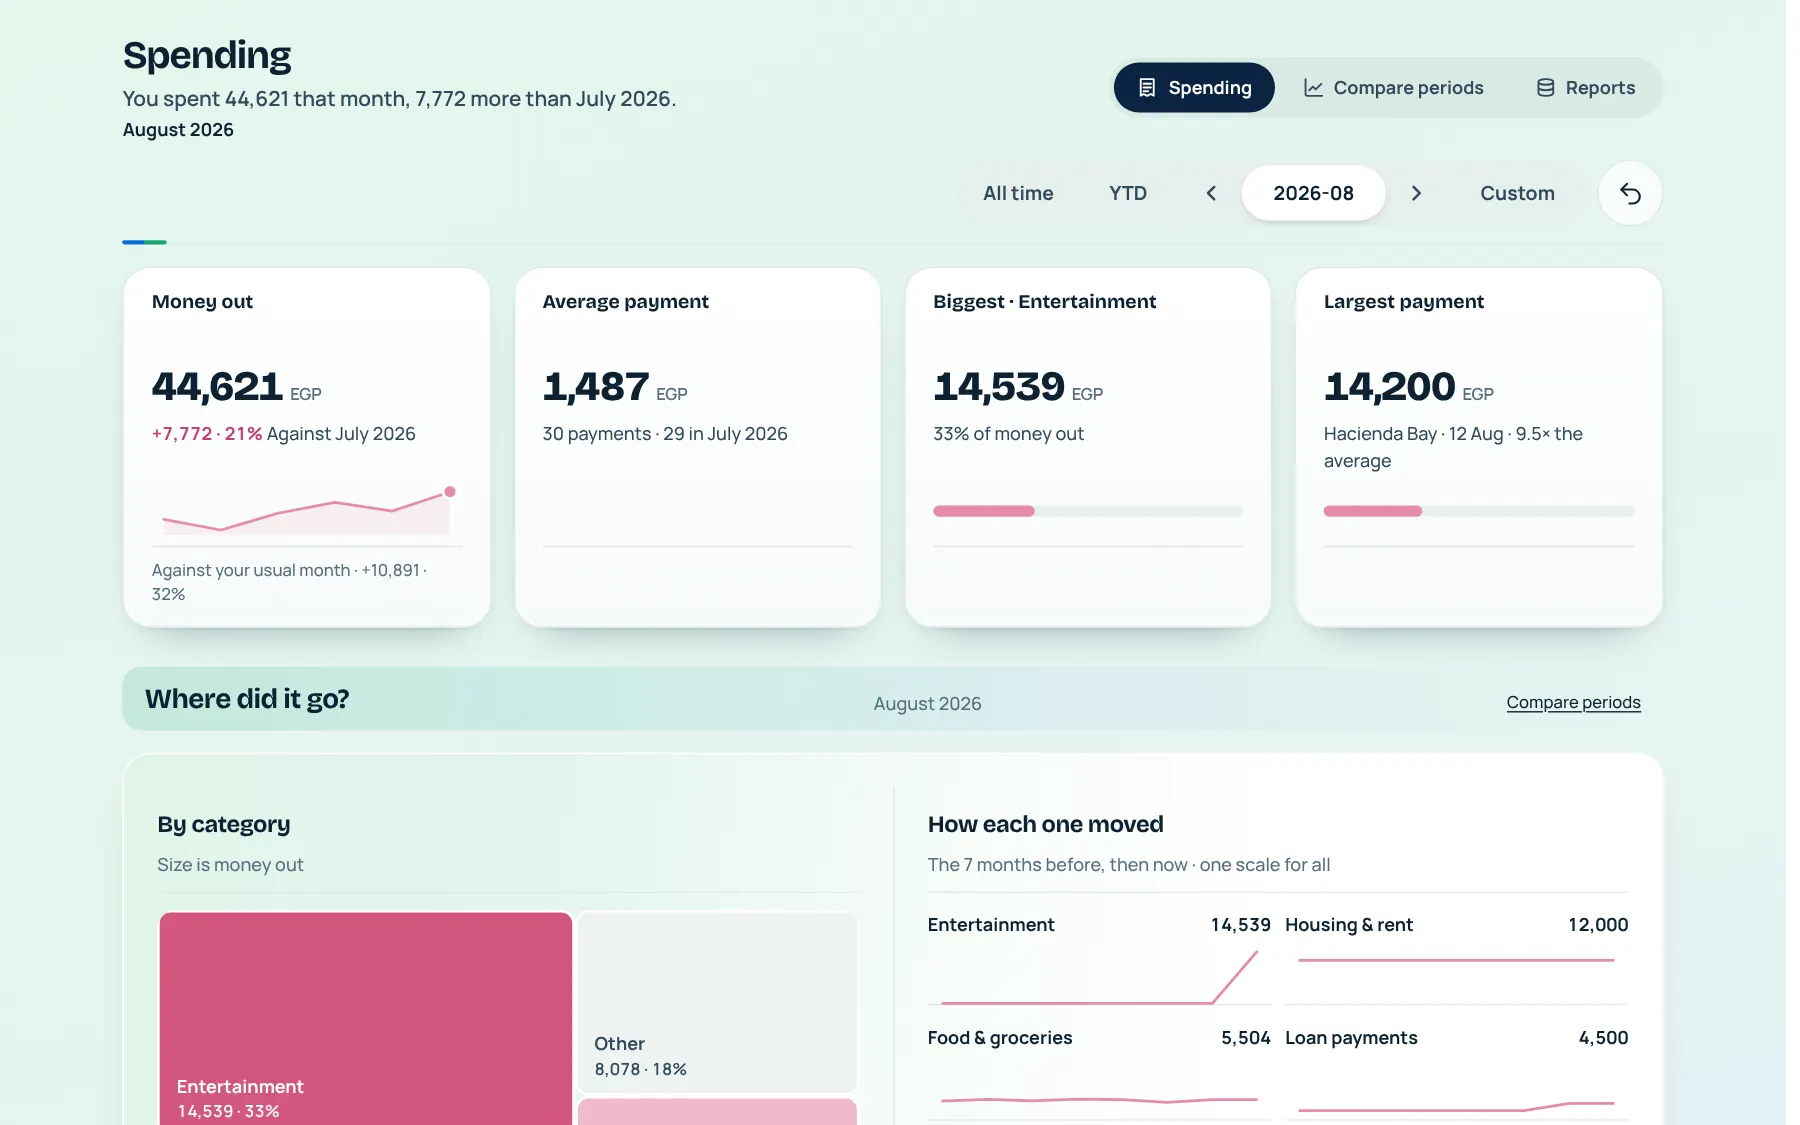 Spending
You spent 44,621 that month, 7,772 more than July 2026.
August 2026
Spending
Compare periods
Reports
All time
YTD
2026-08
Custom
Money out
44,621 EGP
+7,772 · 21% Against July 2026
Against your usual month · +10,891 ·
32%
Average payment
1,487 EGP
30 payments · 29 in July 2026
Biggest · Entertainment
14,539 EGP
33% of money out
Largest payment
14,200 EGP
Hacienda Bay · 12 Aug · 9.5× the
average
Where did it go?
August 2026
Compare periods
By category
Size is money out
Entertainment
14,539 · 33%
Other
8,078 · 18%
How each one moved
The 7 months before, then now · one scale for all
Entertainment 14,539
Housing & rent 12,000
Food & groceries 5,504
Loan payments 4,500